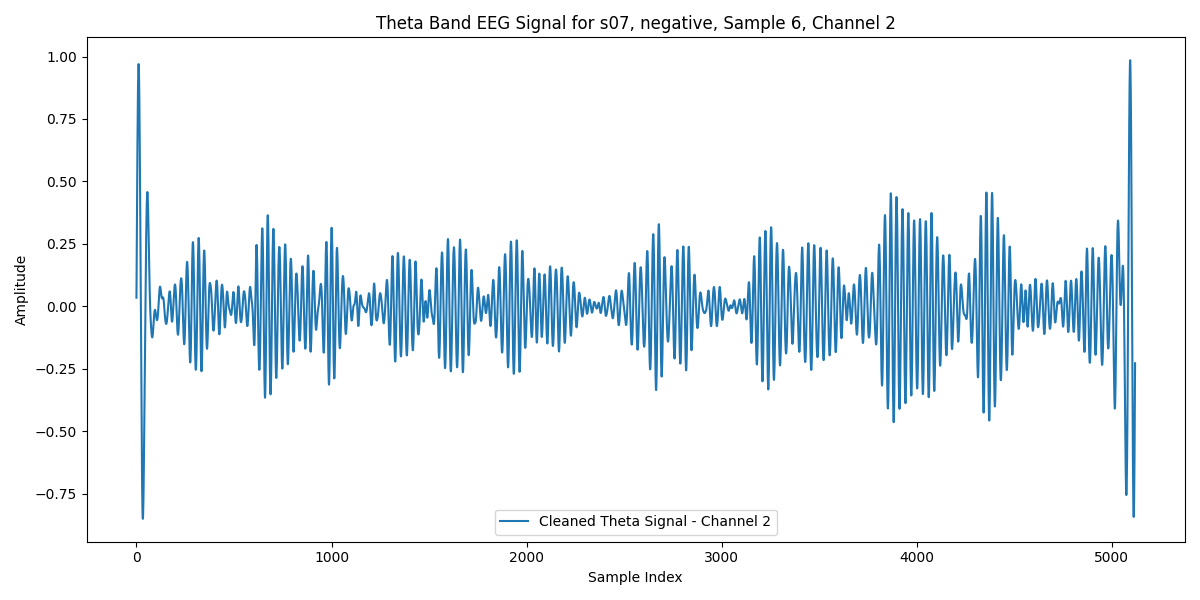 Theta Band EEG Signal for s07, negative, Sample 6, Channel 2
1.00
0.75
0.50
0.25
0.00
−0.25
−0.50
−0.75
Amplitude
Cleaned Theta Signal - Channel 2
0 1000 2000 3000 4000 5000
Sample Index